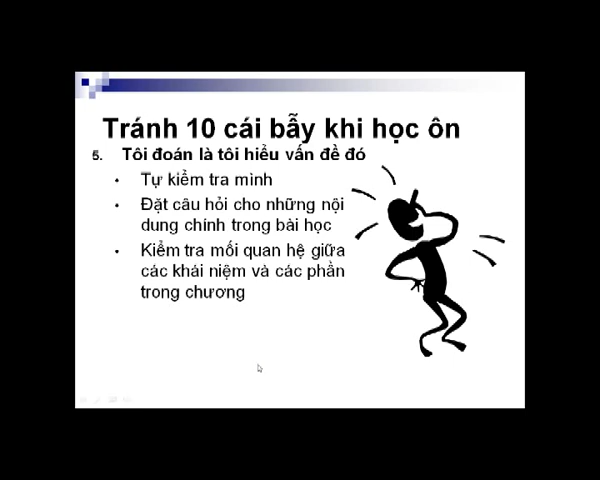 Tránh 10 cái bẫy khi học ôn
5. Tôi đoán là tôi hiểu vấn đề đó
• Tự kiểm tra mình
• Đặt câu hỏi cho những nội
dung chính trong bài học
• Kiểm tra mối quan hệ giữa
các khái niệm và các phần
trong chương